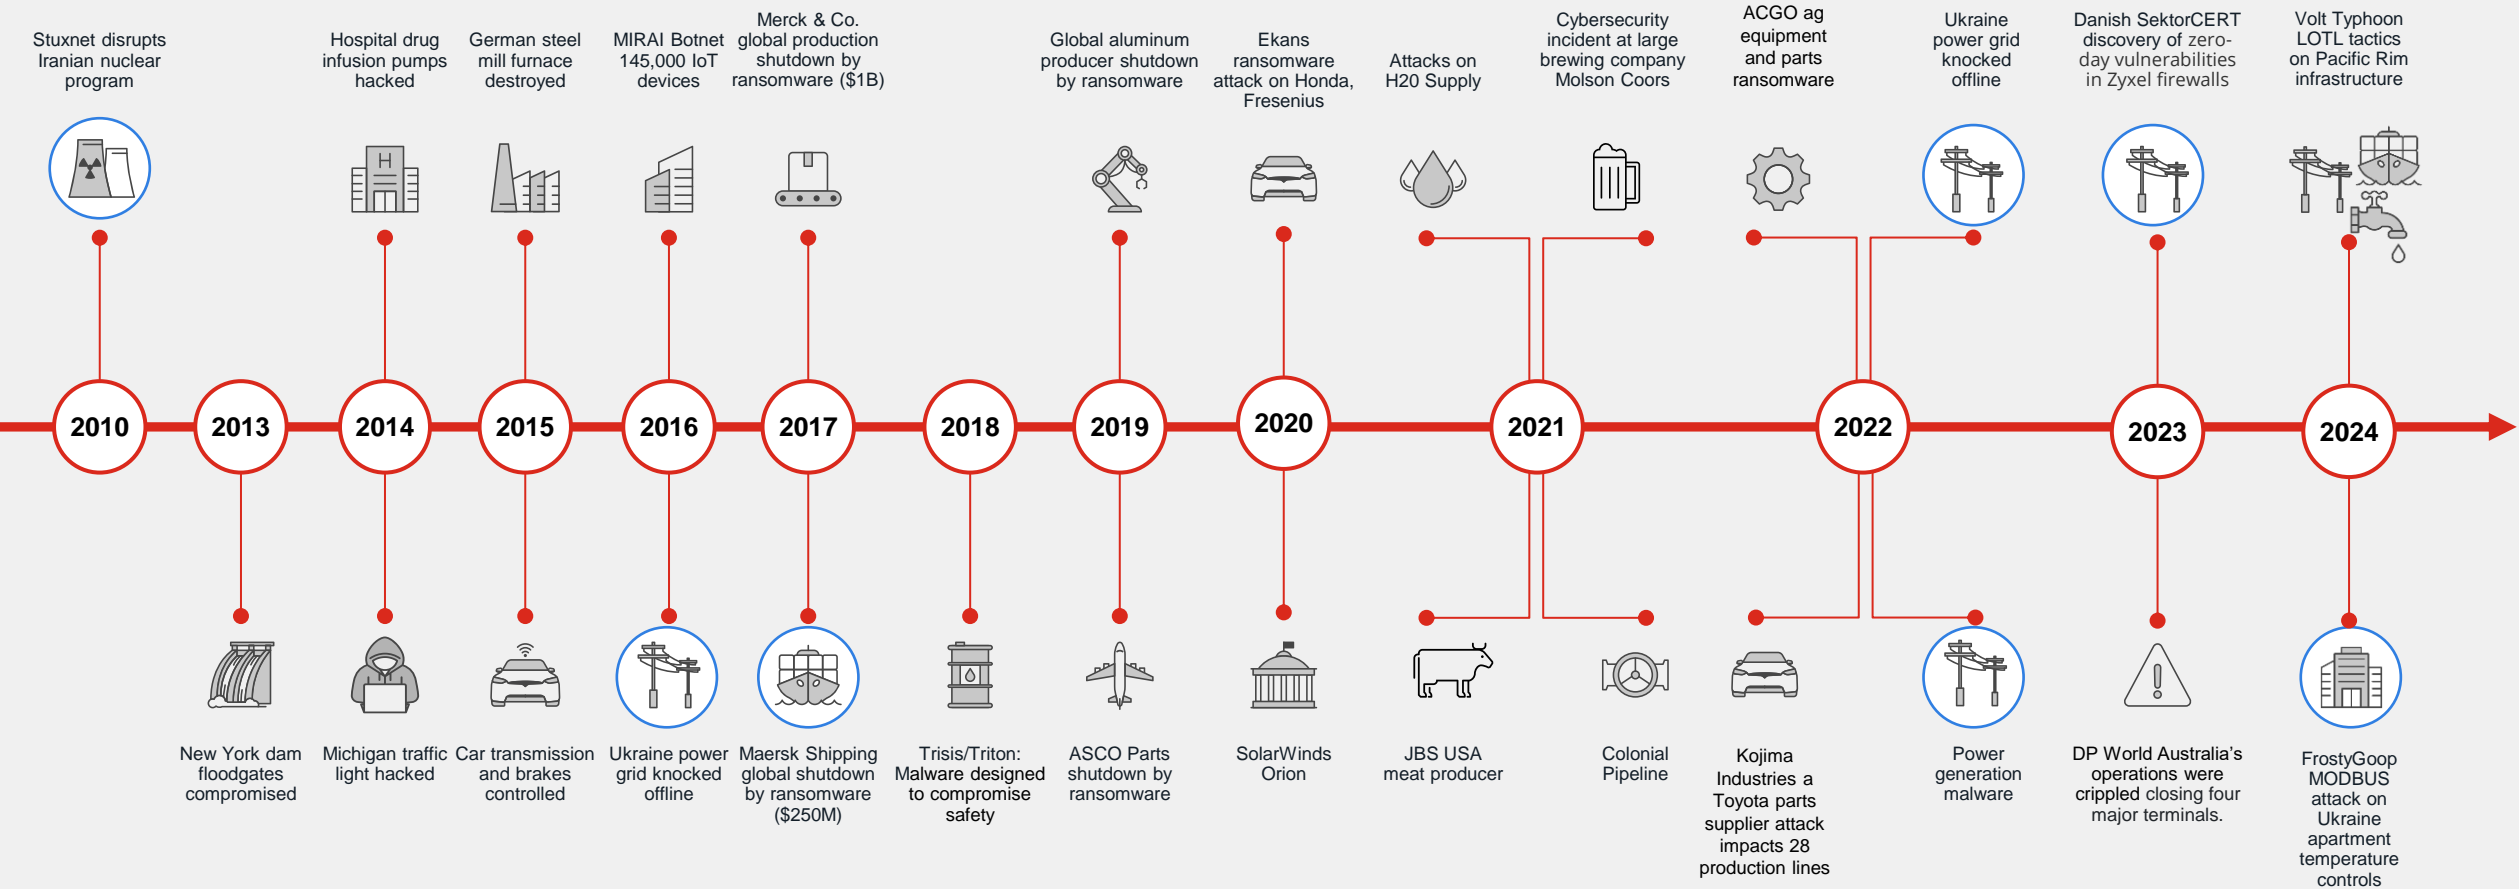 Stuxnet disrupts
Iranian nuclear
program
Hospital drug
infusion pumps
hacked
German steel
mill furnace
destroyed
MIRAI Botnet
145,000 IoT
devices
Merck & Co.
global production
shutdown by
ransomware ($1B)
Global aluminum
producer shutdown
by ransomware
Ekans
ransomware
attack on Honda,
Fresenius
Attacks on
H20 Supply
Cybersecurity
incident at large
brewing company
Molson Coors
ACGO ag
equipment
and parts
ransomware
Ukraine
power grid
knocked
offline
Danish SektorCERT
discovery of zero-
day vulnerabilities
in Zyxel firewalls
Volt Typhoon
LOTL tactics
on Pacific Rim
infrastructure
H
2010
2013
2014
2015
2016
2017
2018
2019
2020
2021
2022
2023
2024
New York dam
floodgates
compromised
Michigan traffic
light hacked
Car transmission
and brakes
controlled
Ukraine power
grid knocked
offline
Maersk Shipping
global shutdown
by ransomware
($250M)
Trisis/Triton:
Malware designed
to compromise
safety
ASCO Parts
shutdown by
ransomware
SolarWinds
Orion
JBS USA
meat producer
Colonial
Pipeline
Kojima
Industries a
Toyota parts
supplier attack
impacts 28
production lines
Power
generation
malware
DP World Australia's
operations were
crippled closing four
major terminals.
FrostyGoop
MODBUS
attack on
Ukraine
apartment
temperature
controls